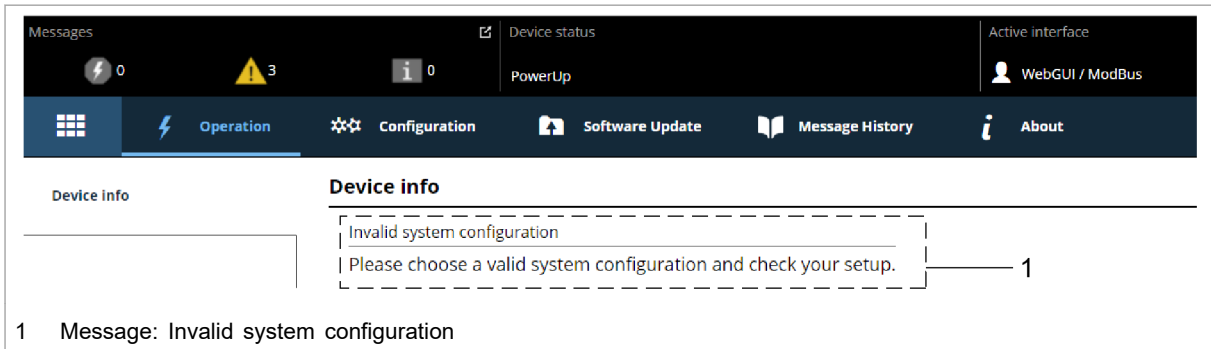 Messages
0
3
0
Device status
PowerUp
Active interface
WebGUI / ModBus
Operation
Configuration
Software Update
Message History
About
Device info
Device info
Invalid system configuration
Please choose a valid system configuration and check your setup.
1
1 Message: Invalid system configuration